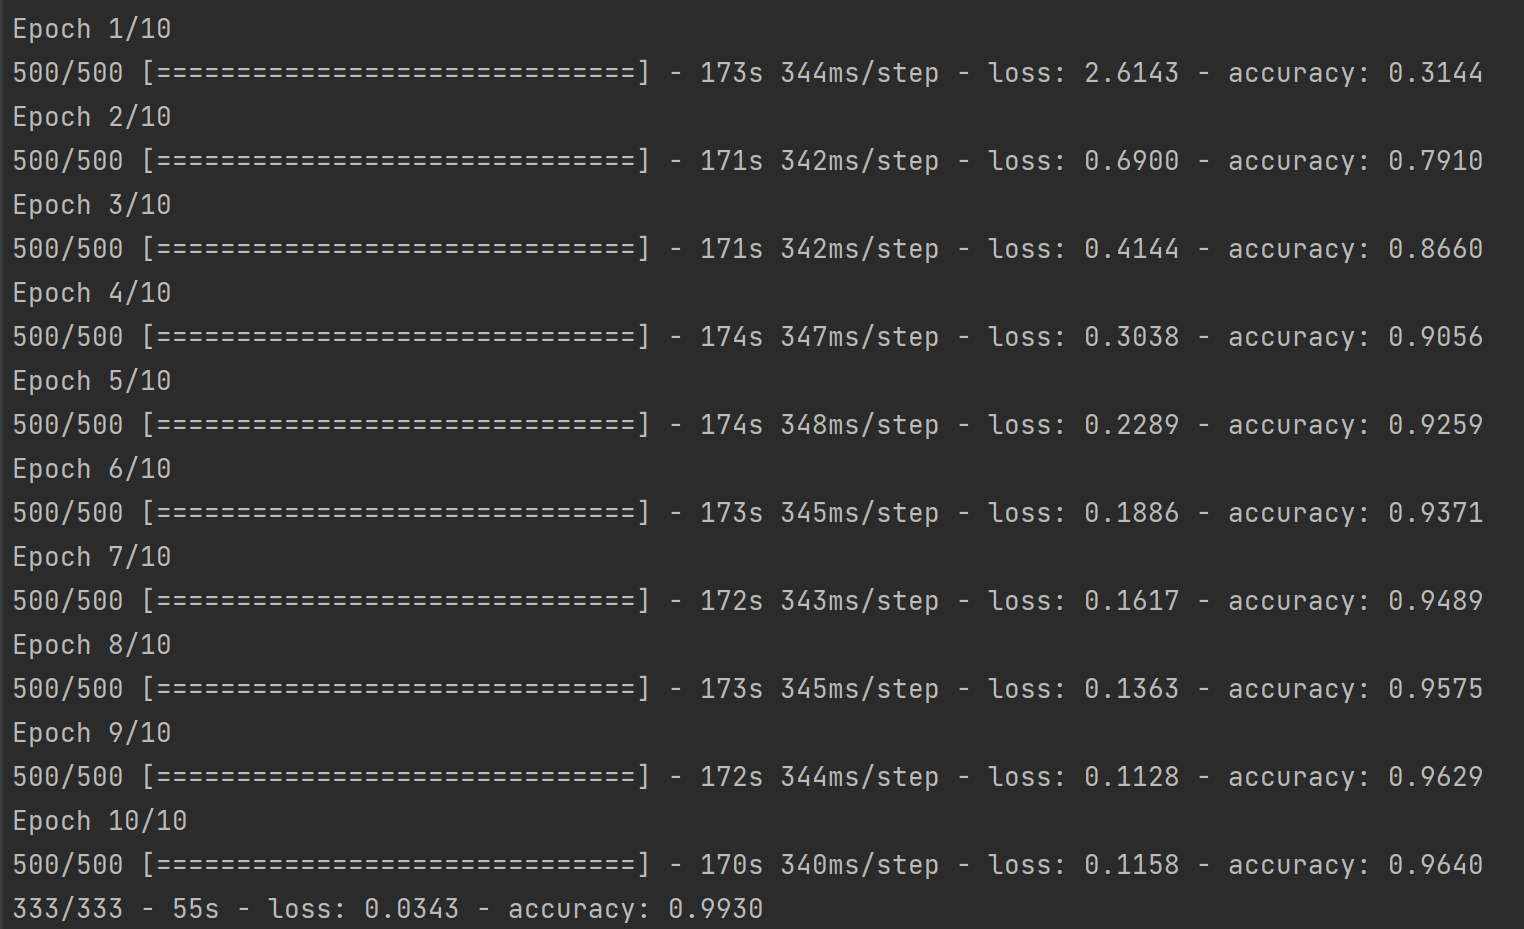 Epoch 1/10
500/500 [==============================] - 173s 344ms/step - loss: 2.6143 - accuracy: 0.3144
Epoch 2/10
500/500 [==============================] - 171s 342ms/step - loss: 0.6900 - accuracy: 0.7910
Epoch 3/10
500/500 [==============================] - 171s 342ms/step - loss: 0.4144 - accuracy: 0.8660
Epoch 4/10
500/500 [==============================] - 174s 347ms/step - loss: 0.3038 - accuracy: 0.9056
Epoch 5/10
500/500 [==============================] - 174s 348ms/step - loss: 0.2289 - accuracy: 0.9259
Epoch 6/10
500/500 [==============================] - 173s 345ms/step - loss: 0.1886 - accuracy: 0.9371
Epoch 7/10
500/500 [==============================] - 172s 343ms/step - loss: 0.1617 - accuracy: 0.9489
Epoch 8/10
500/500 [==============================] - 173s 345ms/step - loss: 0.1363 - accuracy: 0.9575
Epoch 9/10
500/500 [==============================] - 172s 344ms/step - loss: 0.1128 - accuracy: 0.9629
Epoch 10/10
500/500 [==============================] - 170s 340ms/step - loss: 0.1158 - accuracy: 0.9640
333/333 - 55s - loss: 0.0343 - accuracy: 0.9930